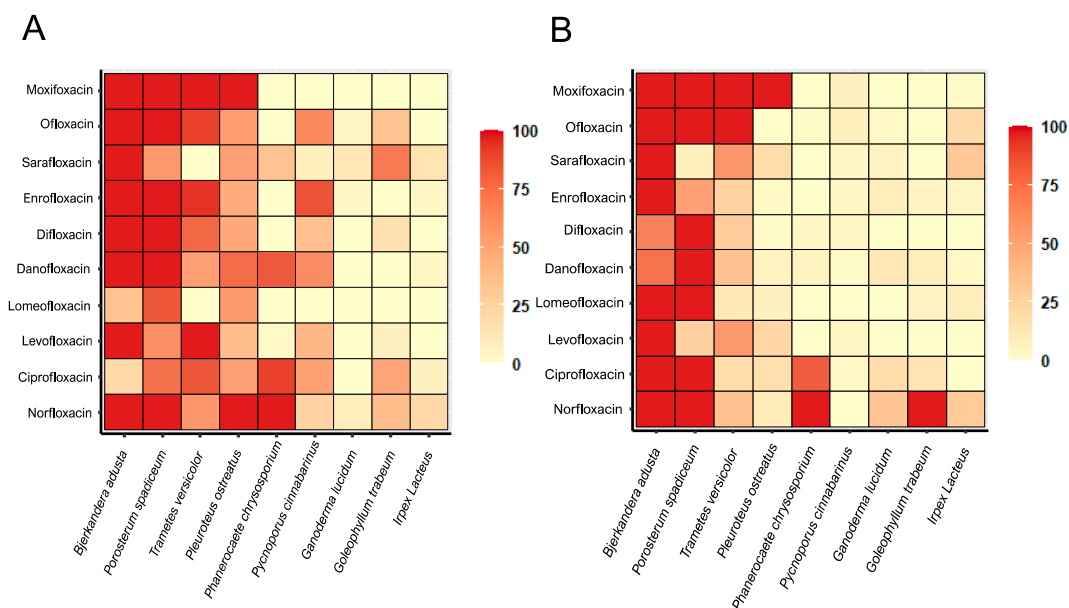 A
Moxifoxacin
Ofloxacin
Sarafloxacin
Enrofloxacin
Difloxacin
Danofloxacin
Lomeofloxacin
Levofloxacin
Ciprofloxacin
Norfloxacin
Bjerkandera adusta
Porosterum spadiceum
Trametes versicolor
Pleuroteus ostreatus
Phanerocaete chrysosporium
Pycnoporus cinnabarinus
Ganoderma lucidum
Goleophyllum trabeum
Irpex Lacteus
100
75
50
25
0
B
Moxifoxacin
Ofloxacin
Sarafloxacin
Enrofloxacin
Difloxacin
Danofloxacin
Lomeofloxacin
Levofloxacin
Ciprofloxacin
Norfloxacin
Bjerkandera adusta
Porosterum spadiceum
Trametes versicolor
Pleuroteus ostreatus
Phanerocaete chrysosporium
Pycnoporus cinnabarinus
Ganoderma lucidum
Goleophyllum trabeum
Irpex Lacteus
100
75
50
25
0